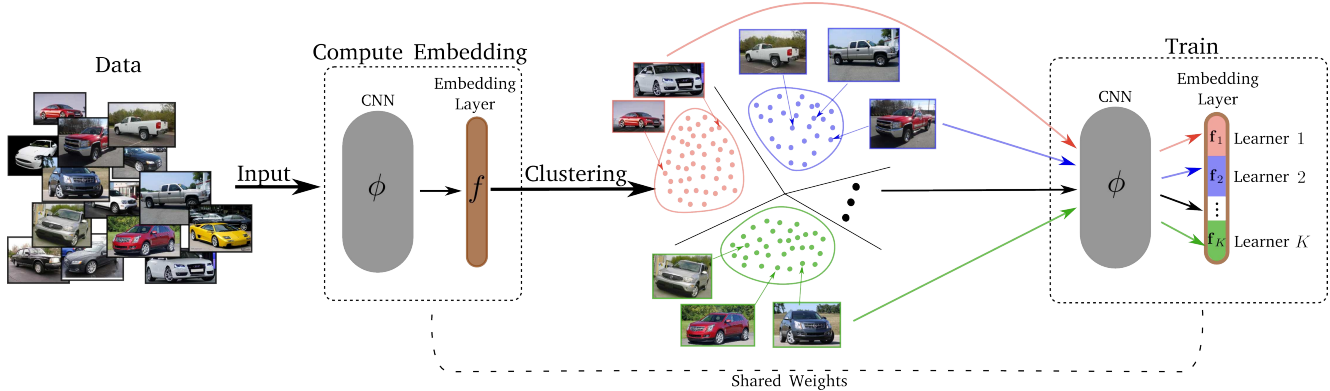 Data
Input
Compute Embedding
CNN
Embedding
Layer
ϕ
f
Clustering
Train
CNN
Embedding
Layer
ϕ
f₁ Learner 1
f₂ Learner 2
f_K Learner K
Shared Weights